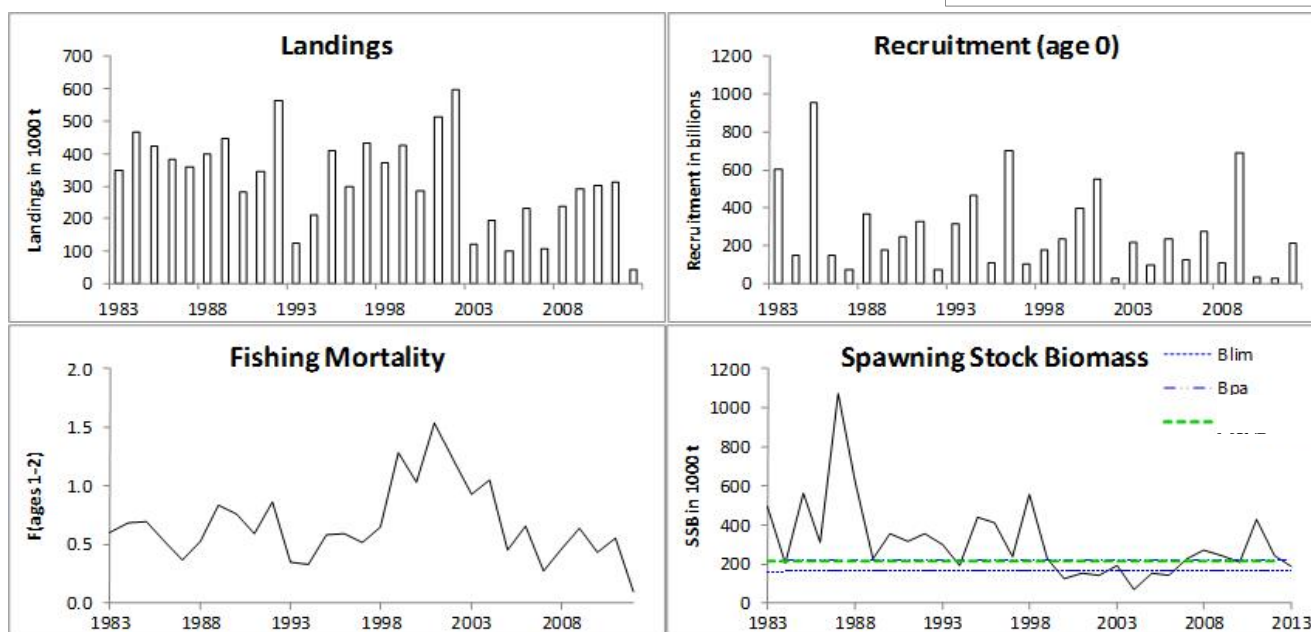 Landings
700
600
500
400
300
200
100
0
Landings in 1000 t
1983 1988 1993 1998 2003 2008
Recruitment (age 0)
1200
1000
800
600
400
200
0
Recruitment in billions
1983 1988 1993 1998 2003 2008
Fishing Mortality
2.0
1.5
1.0
0.5
0.0
F(ages 1-2)
1983 1988 1993 1998 2003 2008
Spawning Stock Biomass
Blim
Bpa
1200
1000
800
600
400
200
0
SSB in 1000 t
1983 1988 1993 1998 2003 2008 2013